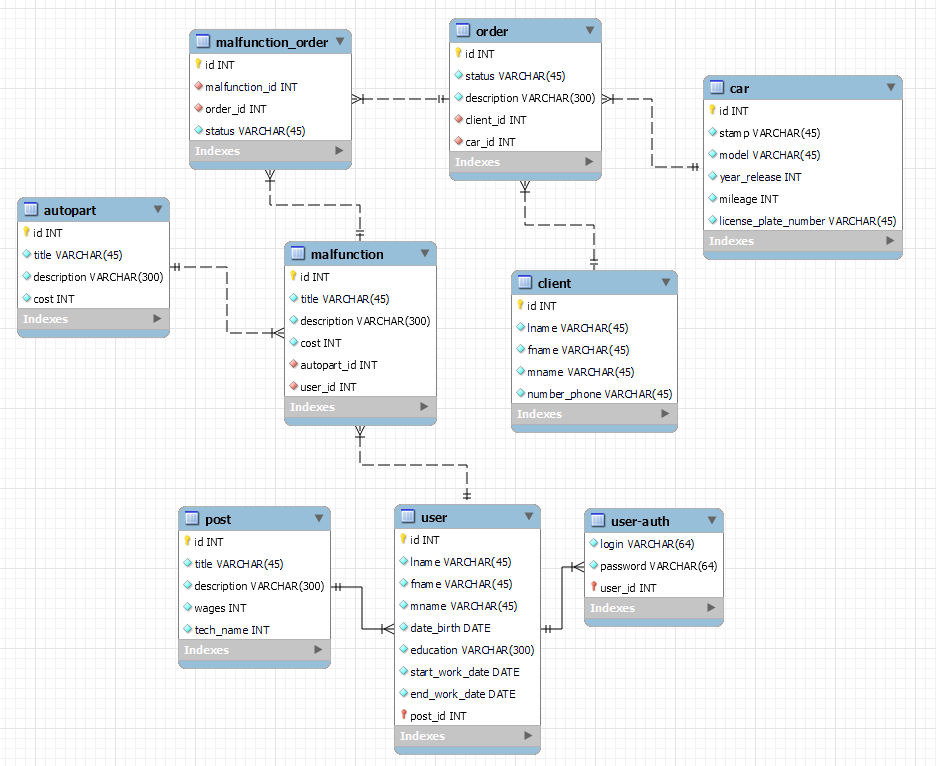 malfunction_order
id INT
malfunction_id INT
order_id INT
status VARCHAR(45)
Indexes
order
id INT
status VARCHAR(45)
description VARCHAR(300)
client_id INT
car_id INT
Indexes
car
id INT
stamp VARCHAR(45)
model VARCHAR(45)
year_release INT
mileage INT
license_plate_number VARCHAR(45)
Indexes
autopart
id INT
title VARCHAR(45)
description VARCHAR(300)
cost INT
Indexes
malfunction
id INT
title VARCHAR(45)
description VARCHAR(300)
cost INT
autopart_id INT
user_id INT
Indexes
client
id INT
lname VARCHAR(45)
fname VARCHAR(45)
mname VARCHAR(45)
number_phone VARCHAR(45)
Indexes
post
id INT
title VARCHAR(45)
description VARCHAR(300)
wages INT
tech_name INT
Indexes
user
id INT
lname VARCHAR(45)
fname VARCHAR(45)
mname VARCHAR(45)
date_birth DATE
education VARCHAR(300)
start_work_date DATE
end_work_date DATE
post_id INT
Indexes
user-auth
login VARCHAR(64)
password VARCHAR(64)
user_id INT
Indexes